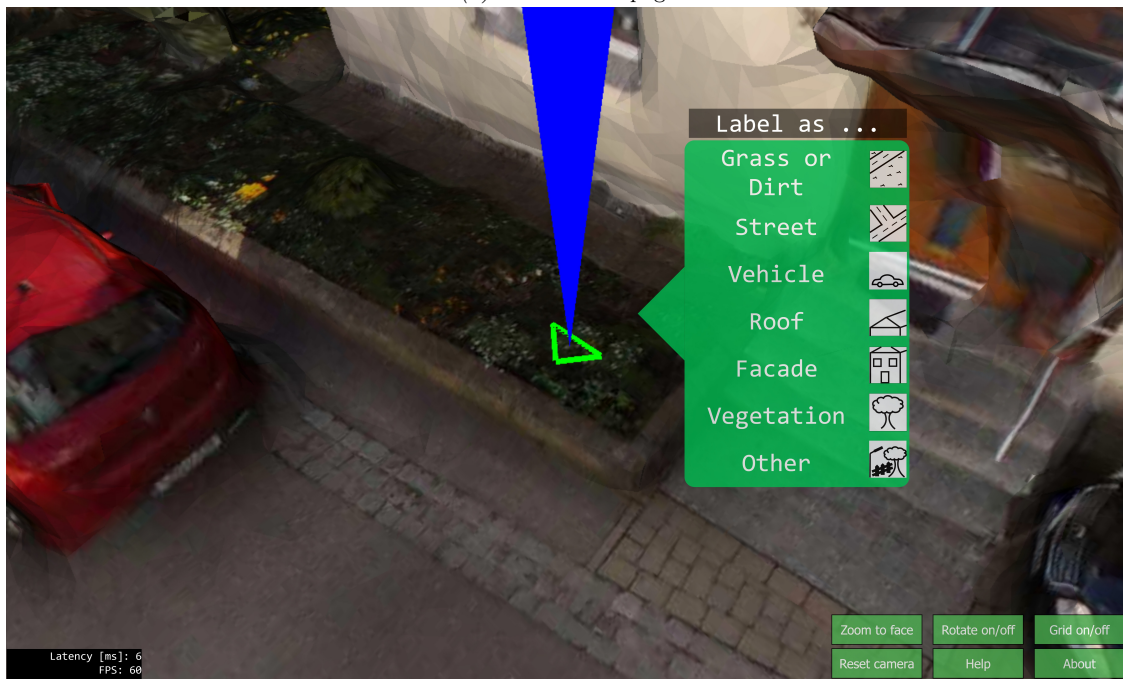 Label as ...
Grass or
Dirt
Street
Vehicle
Roof
Facade
Vegetation
Other
Zoom to face
Rotate on/off
Grid on/off
Reset camera
Help
About
Latency [ms]: 6
FPS: 60